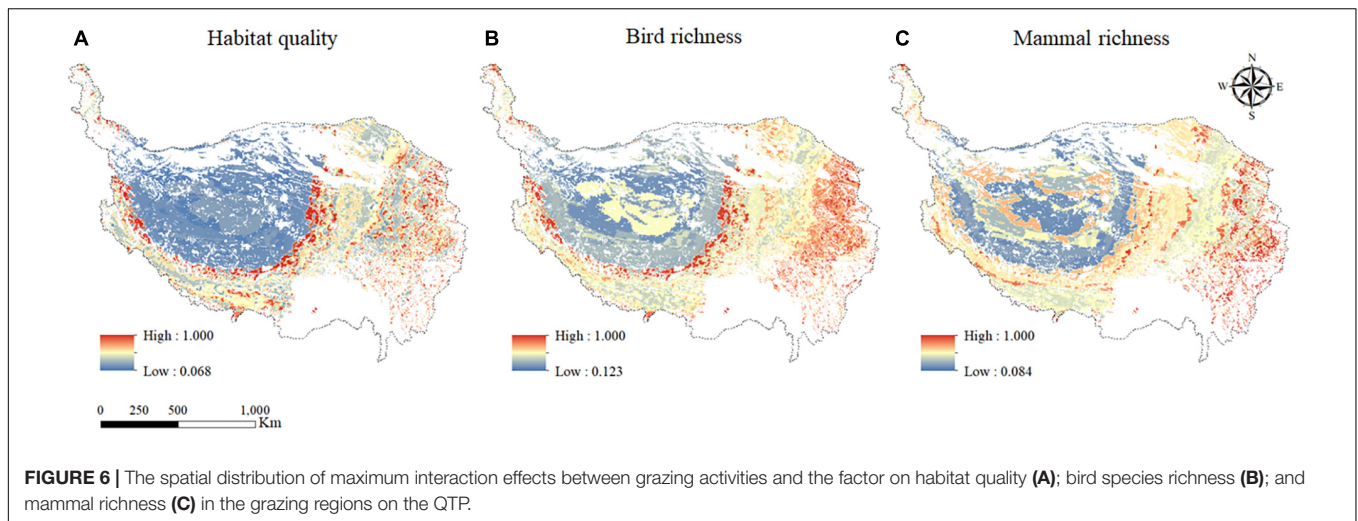 A
Habitat quality
B
Bird richness
C
Mammal richness
N
W E
S
High : 1.000
Low : 0.068
High : 1.000
Low : 0.123
High : 1.000
Low : 0.084
0 250 500 1,000
Km
FIGURE 6 | The spatial distribution of maximum interaction effects between grazing activities and the factor on habitat quality (A); bird species richness (B); and
mammal richness (C) in the grazing regions on the QTP.